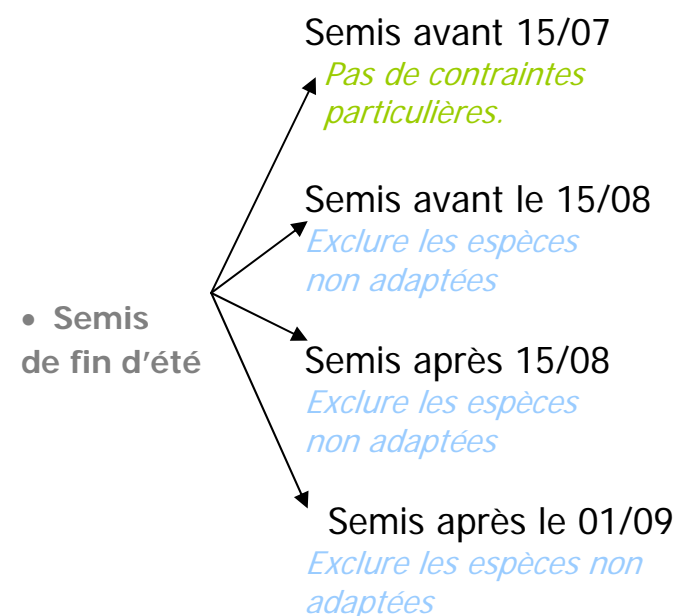 Semis avant 15/07
Pas de contraintes
particulières.
Semis avant le 15/08
Exclure les espèces
non adaptées
• Semis
de fin d'été
Semis après 15/08
Exclure les espèces
non adaptées
Semis après le 01/09
Exclure les espèces non
adaptées